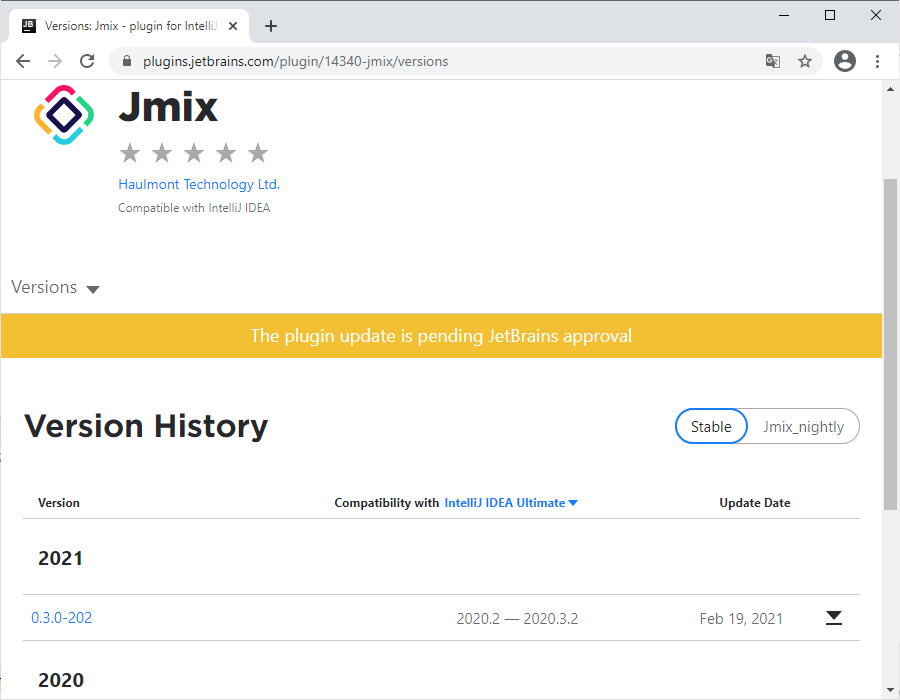 Versions: Jmix - plugin for IntelliJ
plugins.jetbrains.com/plugin/14340-jmix/versions
Jmix
Haulmont Technology Ltd.
Compatible with IntelliJ IDEA
Versions
The plugin update is pending JetBrains approval
Version History
Stable Jmix_nightly
Version Compatibility with IntelliJ IDEA Ultimate Update Date
2021
0.3.0-202 2020.2 — 2020.3.2 Feb 19, 2021
2020